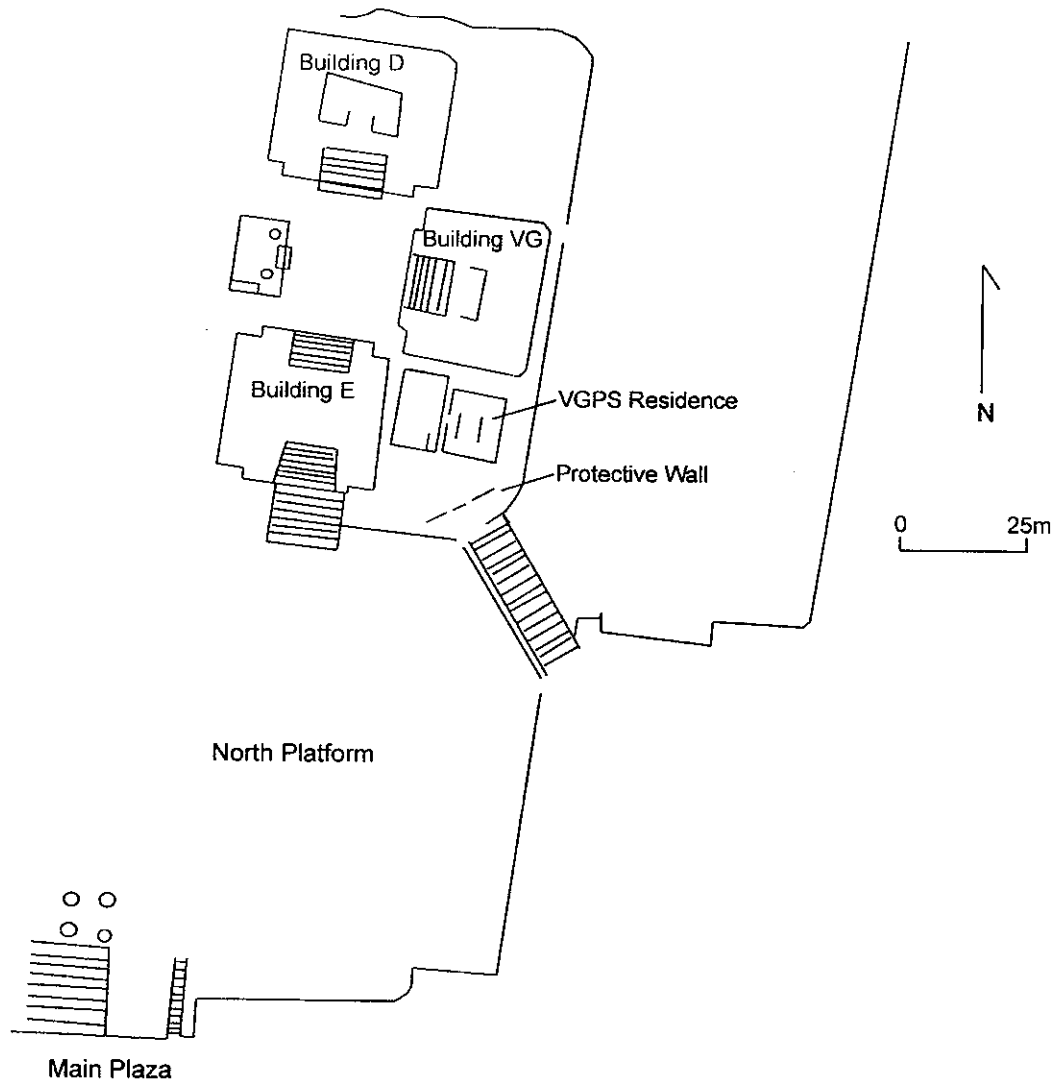 Building D
Building VG
Building E
VGPS Residence
Protective Wall
N
0 25m
North Platform
Main Plaza